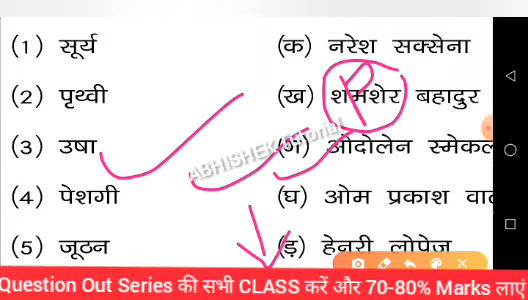 (1) सूर्य (क) नरेश सक्सेना
(2) पृथ्वी (ख) शमशेर बहादुर
(3) उषा (ग) ओदोलेन स्मेकल
(4) पेशगी (घ) ओम प्रकाश वा
(5) जूठन (ड़) हेनरी लोपेज
P
ABHISHEK Tutorial
Question Out Series की सभी CLASS करें और 70-80% Marks लाए